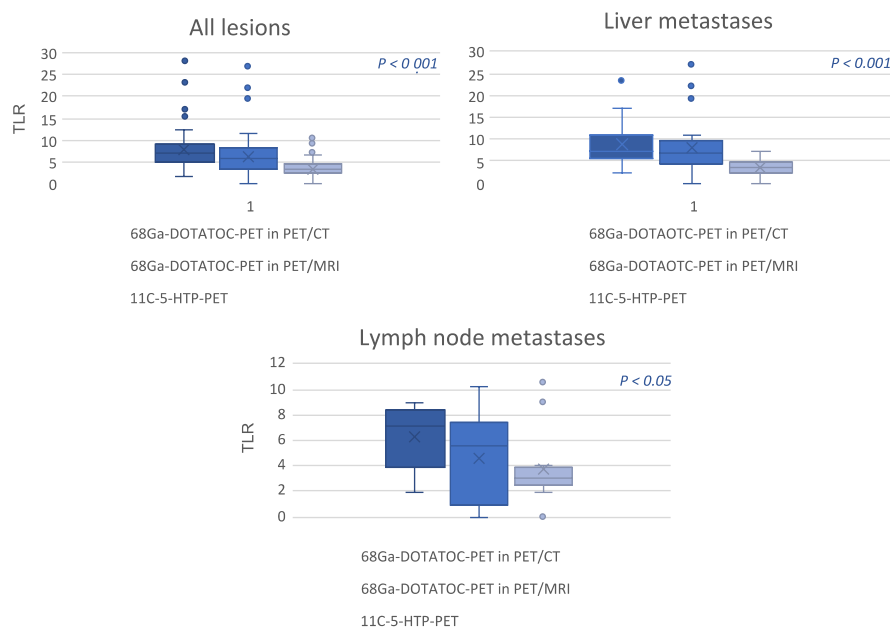 All lesions
30
25
20
15
10
5
0
TLR
P < 0 001
.
1
68Ga-DOTATOC-PET in PET/CT
68Ga-DOTATOC-PET in PET/MRI
11C-5-HTP-PET
Liver metastases
30
25
20
15
10
5
0
P < 0.001
1
68Ga-DOTAOTC-PET in PET/CT
68Ga-DOTAOTC-PET in PET/MRI
11C-5-HTP-PET
Lymph node metastases
12
10
8
6
4
2
0
TLR
P < 0.05
68Ga-DOTATOC-PET in PET/CT
68Ga-DOTATOC-PET in PET/MRI
11C-5-HTP-PET